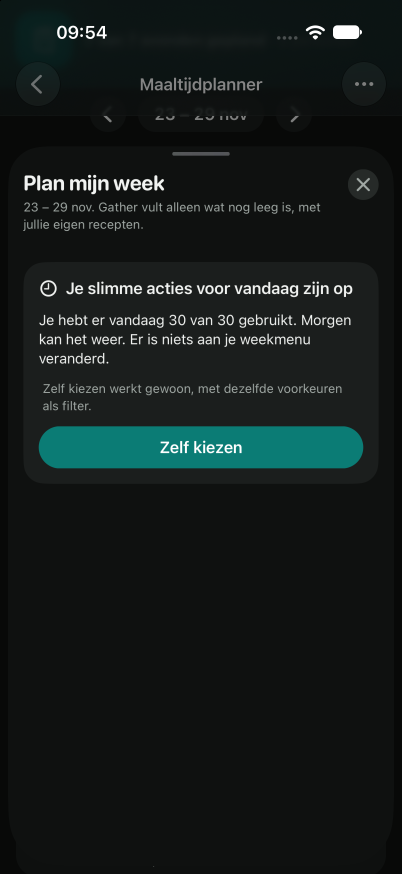 09:54
Maaltijdplanner
23 – 29 nov
Plan mijn week
23 – 29 nov. Gather vult alleen wat nog leeg is, met
jullie eigen recepten.
Je slimme acties voor vandaag zijn op
Je hebt er vandaag 30 van 30 gebruikt. Morgen
kan het weer. Er is niets aan je weekmenu
veranderd.
Zelf kiezen werkt gewoon, met dezelfde voorkeuren
als filter.
Zelf kiezen